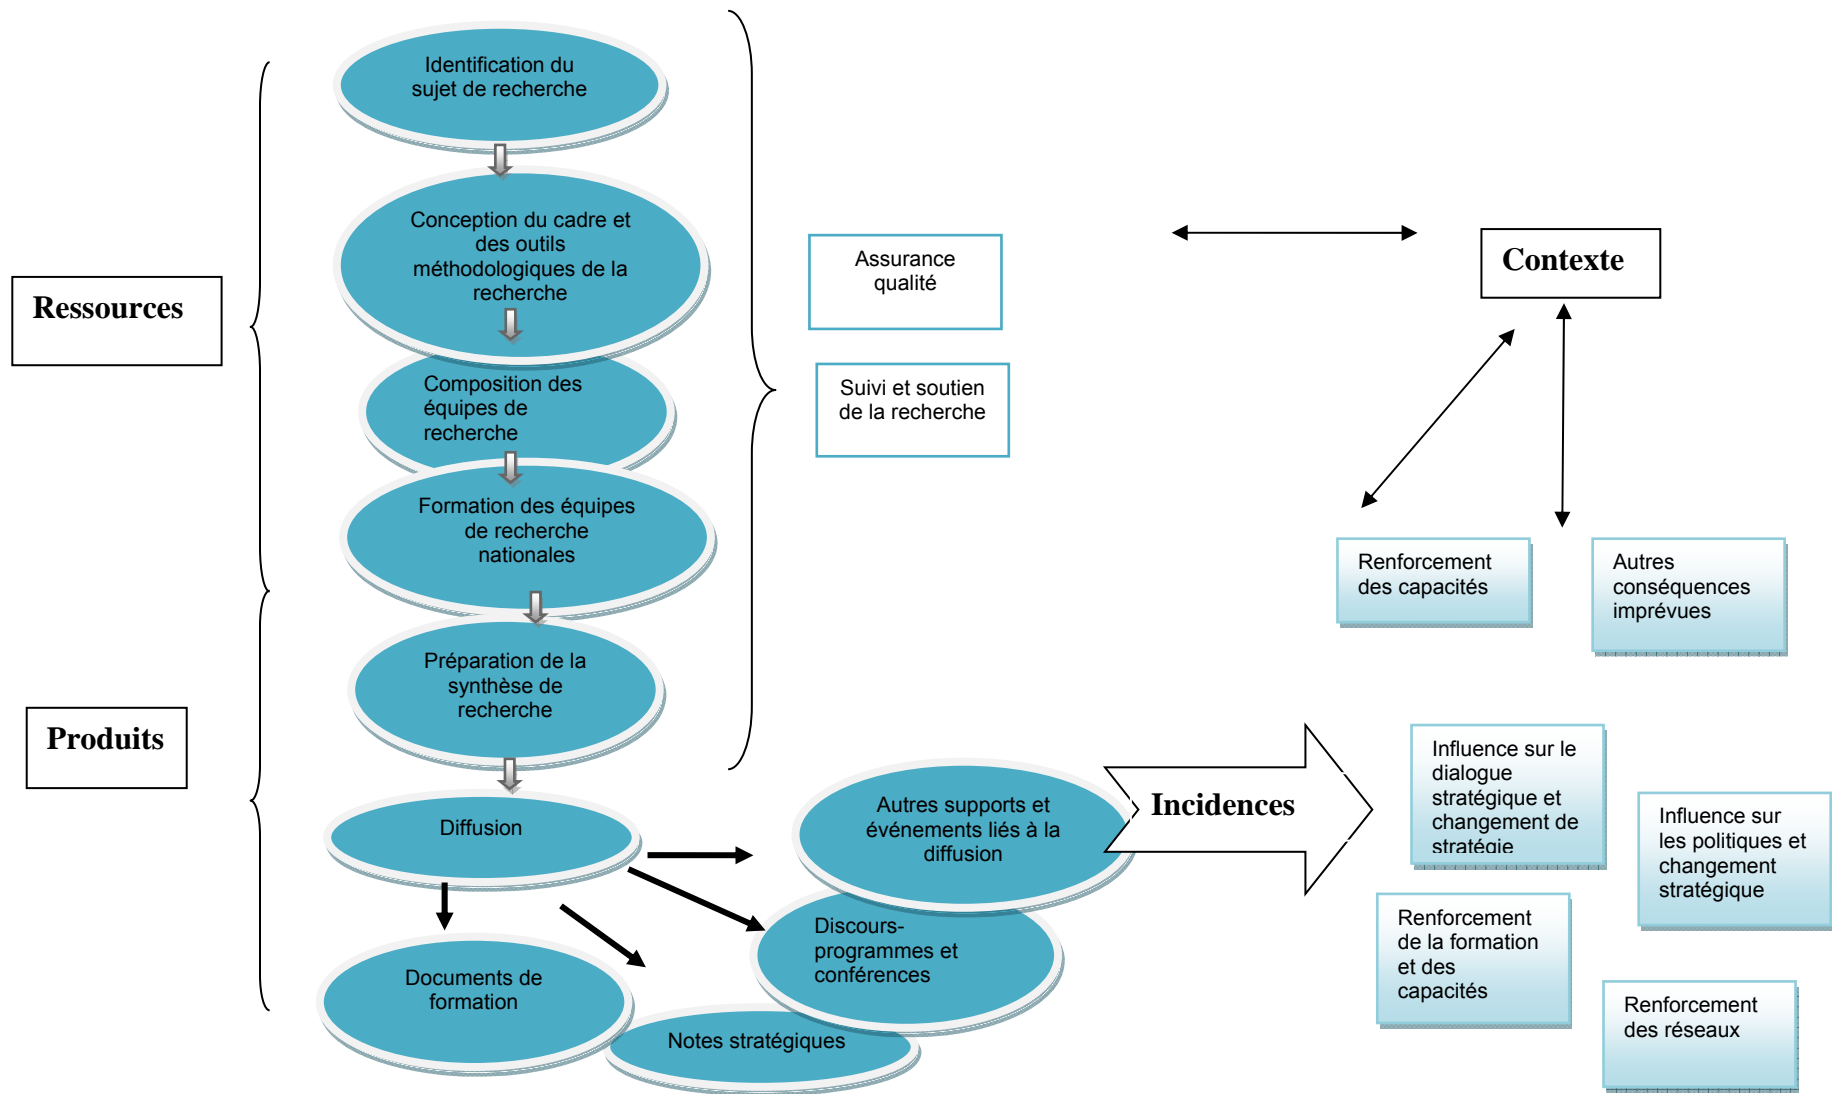 Identification du
sujet de recherche
Conception du cadre et
des outils
méthodologiques de la
recherche
Ressources
Composition des
équipes de
recherche
Formation des équipes
de recherche
nationales
Préparation de la
synthèse de
recherche
Produits
Diffusion
Documents de
formation
Notes stratégiques
Discours-
programmes et
conférences
Autres supports et
événements liés à la
diffusion
Assurance
qualité
Suivi et soutien
de la recherche
Contexte
Renforcement
des capacités
Autres
conséquences
imprévues
Incidences
Influence sur le
dialogue
stratégique et
changement de
stratégie
Influence sur
les politiques et
changement
stratégique
Renforcement
de la formation
et des
capacités
Renforcement
des réseaux